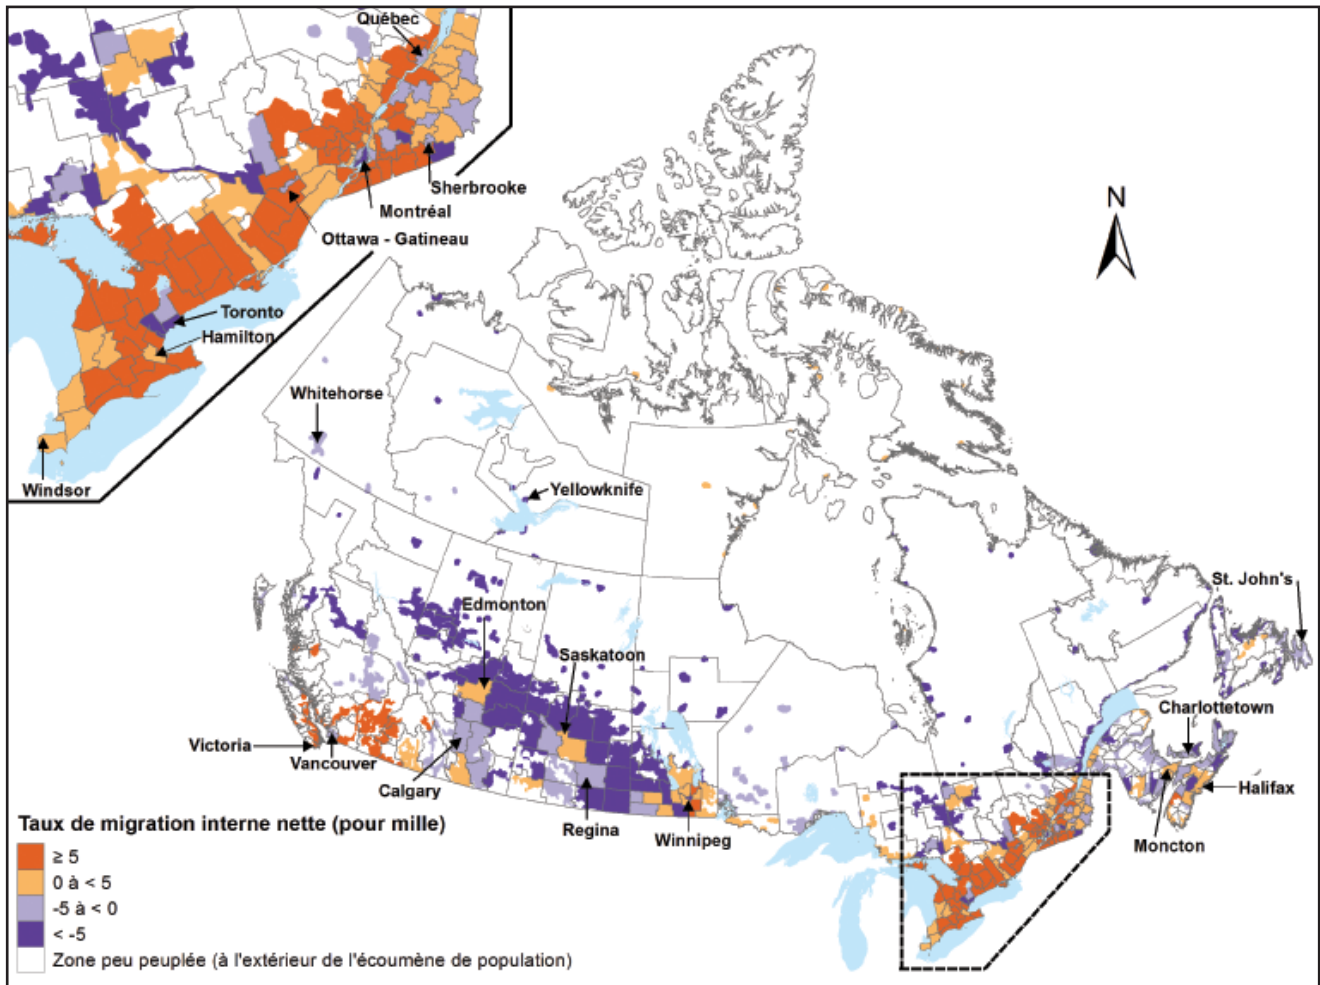 Québec
Sherbrooke
Montréal
Ottawa - Gatineau
Toronto
Hamilton
Windsor
N
Whitehorse
Yellowknife
St. John's
Edmonton
Saskatoon
Charlottetown
Victoria
Vancouver
Calgary
Halifax
Regina
Winnipeg
Moncton
Taux de migration interne nette (pour mille)
≥ 5
0 à < 5
-5 à < 0
< -5
Zone peu peuplée (à l'extérieur de l'écoumène de population)